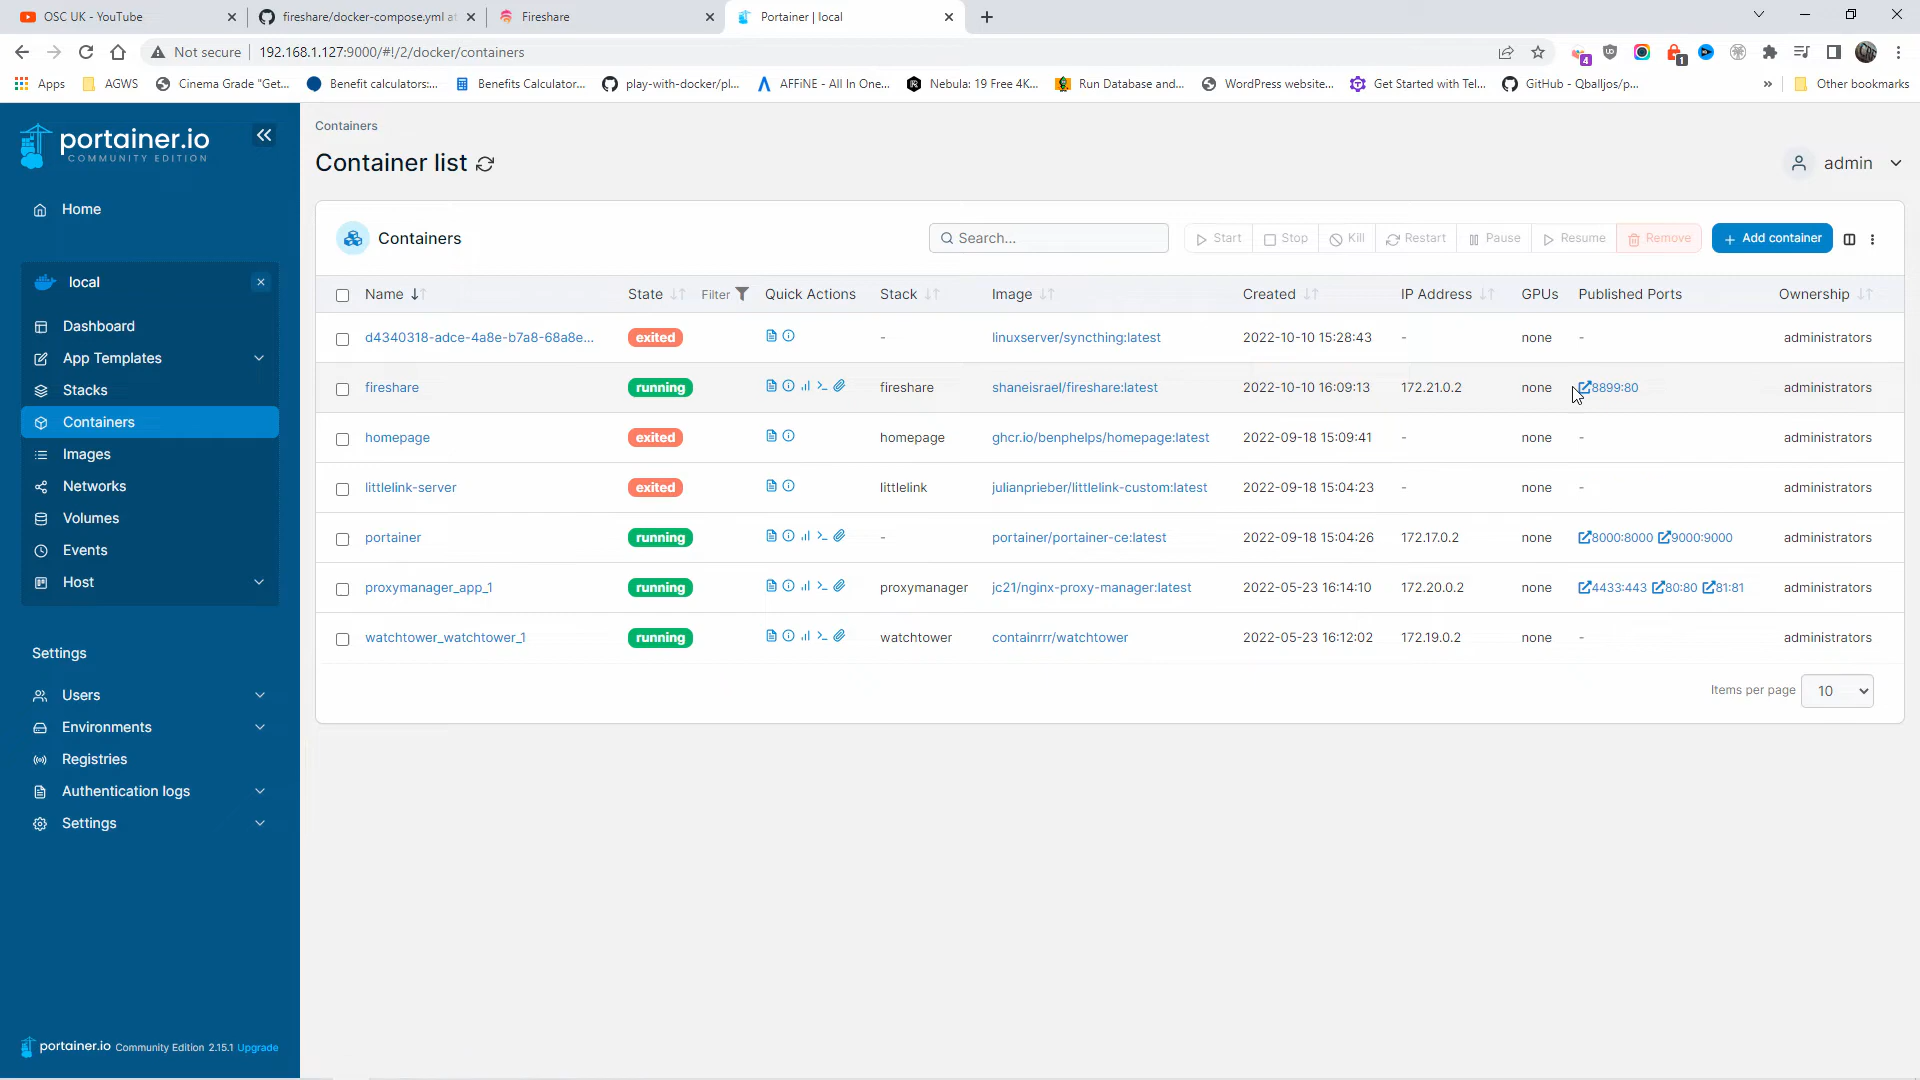 OSC UK - YouTube
fireshare/docker-compose.yml at
Fireshare
Portainer | local
Not secure
192.168.1.127:9000/#!/2/docker/containers
4
1
Apps
AGWS
Cinema Grade "Get...
Benefit calculators:...
Benefits Calculator...
play-with-docker/pl...
AFFiNE - All In One...
Nebula: 19 Free 4K...
Run Database and...
WordPress website...
Get Started with Tel...
GitHub - Qballjos/p...
»
Other bookmarks
portainer.io
COMMUNITY EDITION
Home
local
Dashboard
App Templates
Stacks
Containers
Images
Networks
Volumes
Events
Host
Settings
Users
Environments
Registries
Authentication logs
Settings
portainer.io Community Edition 2.15.1 Upgrade
Containers
Container list
admin
Containers
Search...
Start
Stop
Kill
Restart
Pause
Resume
Remove
+ Add container
Name State Filter Quick Actions Stack Image Created IP Address GPUs Published Ports Ownership
d4340318-adce-4a8e-b7a8-68a8e... exited - linuxserver/syncthing:latest 2022-10-10 15:28:43 - none - administrators
fireshare running fireshare shaneisrael/fireshare:latest 2022-10-10 16:09:13 172.21.0.2 none 8899:80 administrators
homepage exited homepage ghcr.io/benphelps/homepage:latest 2022-09-18 15:09:41 - none - administrators
littlelink-server exited littlelink julianprieber/littlelink-custom:latest 2022-09-18 15:04:23 - none - administrators
portainer running - portainer/portainer-ce:latest 2022-09-18 15:04:26 172.17.0.2 none 8000:8000 9000:9000 administrators
proxymanager_app_1 running proxymanager jc21/nginx-proxy-manager:latest 2022-05-23 16:14:10 172.20.0.2 none 4433:443 80:80 81:81 administrators
watchtower_watchtower_1 running watchtower containrrr/watchtower 2022-05-23 16:12:02 172.19.0.2 none - administrators
Items per page 10